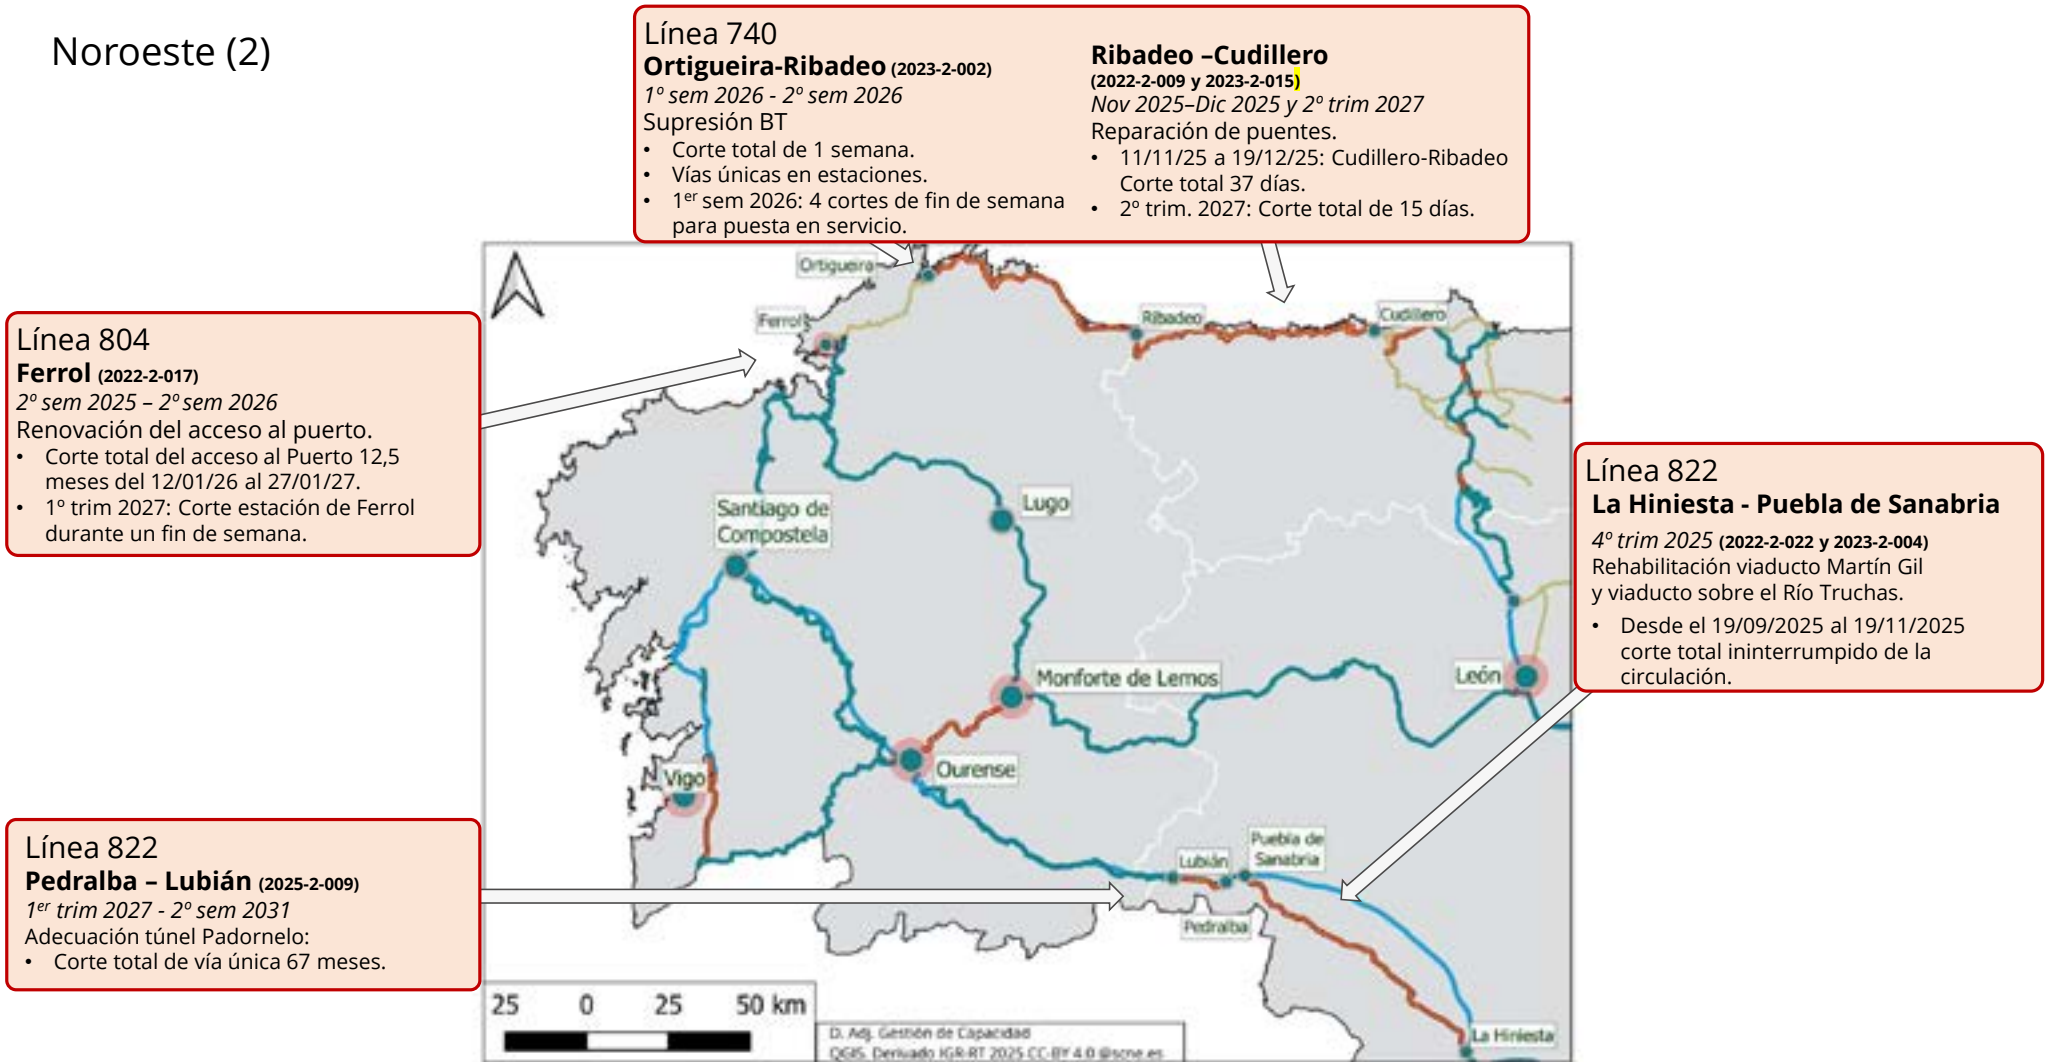 Noroeste (2)
Línea 740
Ortigueira-Ribadeo (2023-2-002)
1º sem 2026 - 2º sem 2026
Supresión BT
• Corte total de 1 semana.
• Vías únicas en estaciones.
• 1er sem 2026: 4 cortes de fin de semana
para puesta en servicio.
Ribadeo –Cudillero
(2022-2-009 y 2023-2-015)
Nov 2025–Dic 2025 y 2º trim 2027
Reparación de puentes.
• 11/11/25 a 19/12/25: Cudillero-Ribadeo
Corte total 37 días.
• 2º trim. 2027: Corte total de 15 días.
Línea 804
Ferrol (2022-2-017)
2º sem 2025 – 2º sem 2026
Renovación del acceso al puerto.
• Corte total del acceso al Puerto 12,5
meses del 12/01/26 al 27/01/27.
• 1º trim 2027: Corte estación de Ferrol
durante un fin de semana.
Línea 822
La Hiniesta - Puebla de Sanabria
4º trim 2025 (2022-2-022 y 2023-2-004)
Rehabilitación viaducto Martín Gil
y viaducto sobre el Río Truchas.
• Desde el 19/09/2025 al 19/11/2025
corte total ininterrumpido de la
circulación.
Línea 822
Pedralba – Lubián (2025-2-009)
1er trim 2027 - 2º sem 2031
Adecuación túnel Padornelo:
• Corte total de vía única 67 meses.
Ortigueira
Ferrol
Ribadeo
Cudillero
Santiago de
Compostela
Lugo
Monforte de Lemos
León
Ourense
Vigo
Lubián
Puebla de
Sanabria
Pedralba
La Hiniesta
25 0 25 50 km
D. Adj. Gestión de Capacidad
QGIS. Derivado IGR-RT 2025 CC-BY 4.0 @scne.es